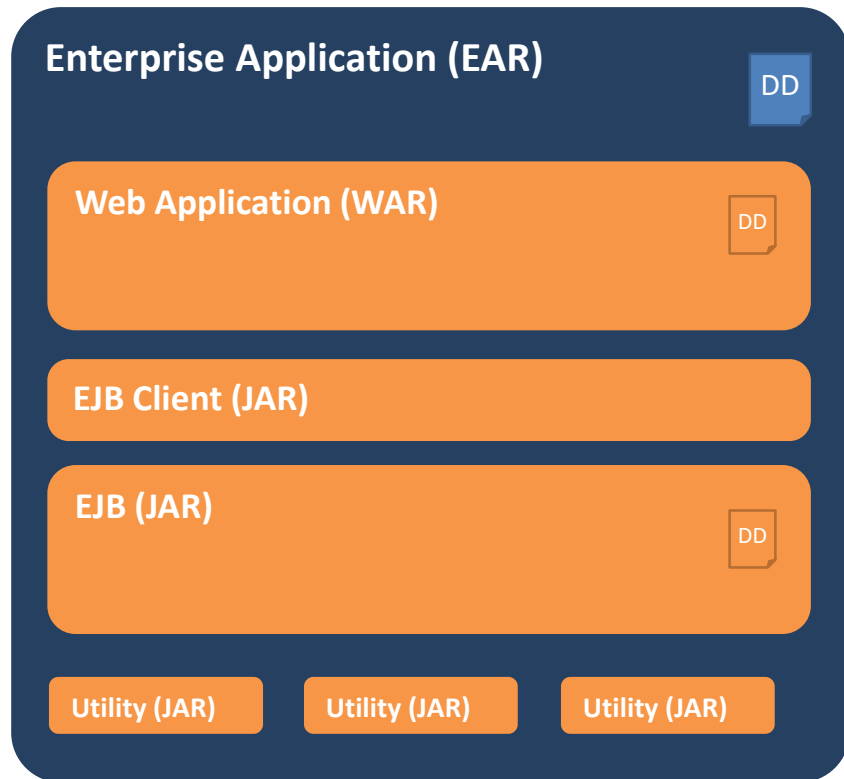 Enterprise Application (EAR)
DD
Web Application (WAR)
DD
EJB Client (JAR)
EJB (JAR)
DD
Utility (JAR)
Utility (JAR)
Utility (JAR)